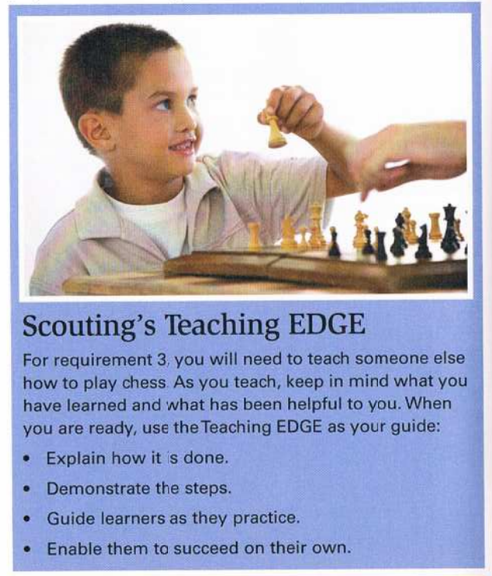 Scouting's Teaching EDGE
For requirement 3, you will need to teach someone else
how to play chess. As you teach, keep in mind what you
have learned and what has been helpful to you. When
you are ready, use the Teaching EDGE as your guide:
• Explain how it is done.
• Demonstrate the steps.
• Guide learners as they practice.
• Enable them to succeed on their own.